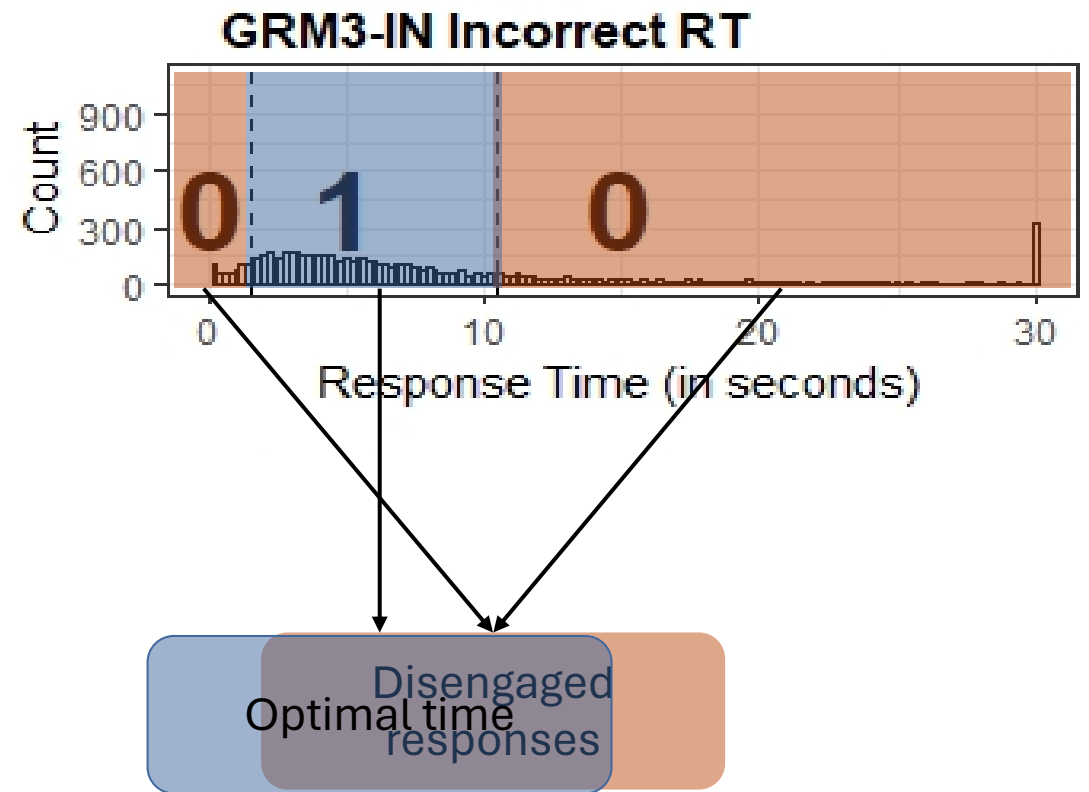 GRM3-IN Incorrect RT
Count
900
600
300
0
0 1 0
0 10 20 30
Response Time (in seconds)
Disengaged
Optimal time
responses